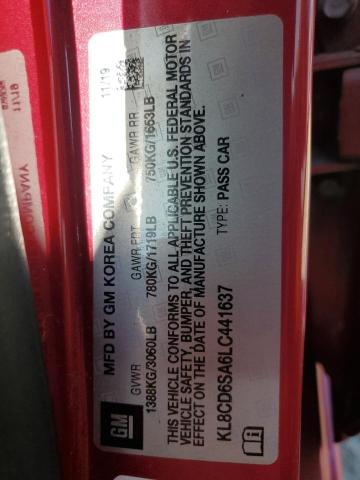 MFD BY GM KOREA COMPANY 11/19
GVWR GAWR FRT GAWR RR
1388KG/3060LB 780KG/1719LB 750KG/1653LB
THIS VEHICLE CONFORMS TO ALL APPLICABLE U.S. FEDERAL MOTOR
VEHICLE SAFETY, BUMPER, AND THEFT PREVENTION STANDARDS IN
EFFECT ON THE DATE OF MANUFACTURE SHOWN ABOVE.
KL8CD6SA6LC441637 TYPE: PASS CAR
GM